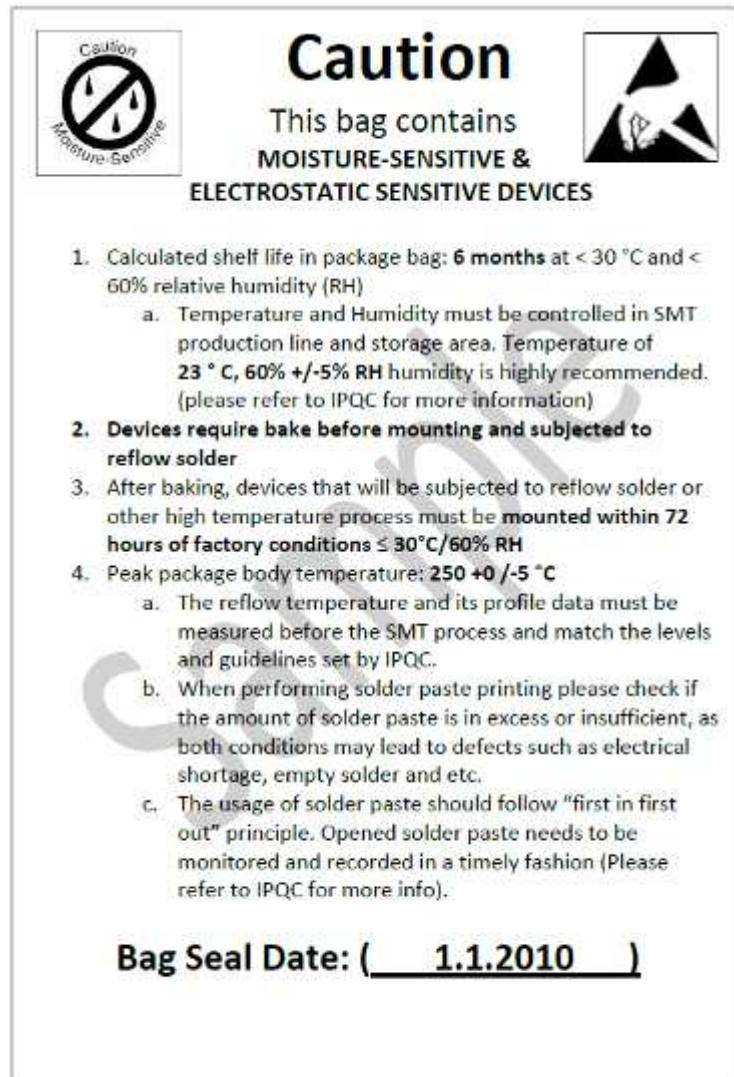 Caution
Moisture-Sensitive
Caution
This bag contains
MOISTURE-SENSITIVE &
ELECTROSTATIC SENSITIVE DEVICES
1. Calculated shelf life in package bag: 6 months at < 30 °C and <
60% relative humidity (RH)
a. Temperature and Humidity must be controlled in SMT
production line and storage area. Temperature of
23 ° C, 60% +/-5% RH humidity is highly recommended.
(please refer to IPQC for more information)
2. Devices require bake before mounting and subjected to
reflow solder
3. After baking, devices that will be subjected to reflow solder or
other high temperature process must be mounted within 72
hours of factory conditions ≤ 30°C/60% RH
4. Peak package body temperature: 250 +0 /-5 °C
a. The reflow temperature and its profile data must be
measured before the SMT process and match the levels
and guidelines set by IPQC.
b. When performing solder paste printing please check if
the amount of solder paste is in excess or insufficient, as
both conditions may lead to defects such as electrical
shortage, empty solder and etc.
c. The usage of solder paste should follow “first in first
out” principle. Opened solder paste needs to be
monitored and recorded in a timely fashion (Please
refer to IPQC for more info).
Bag Seal Date: ( 1.1.2010 )
Sample